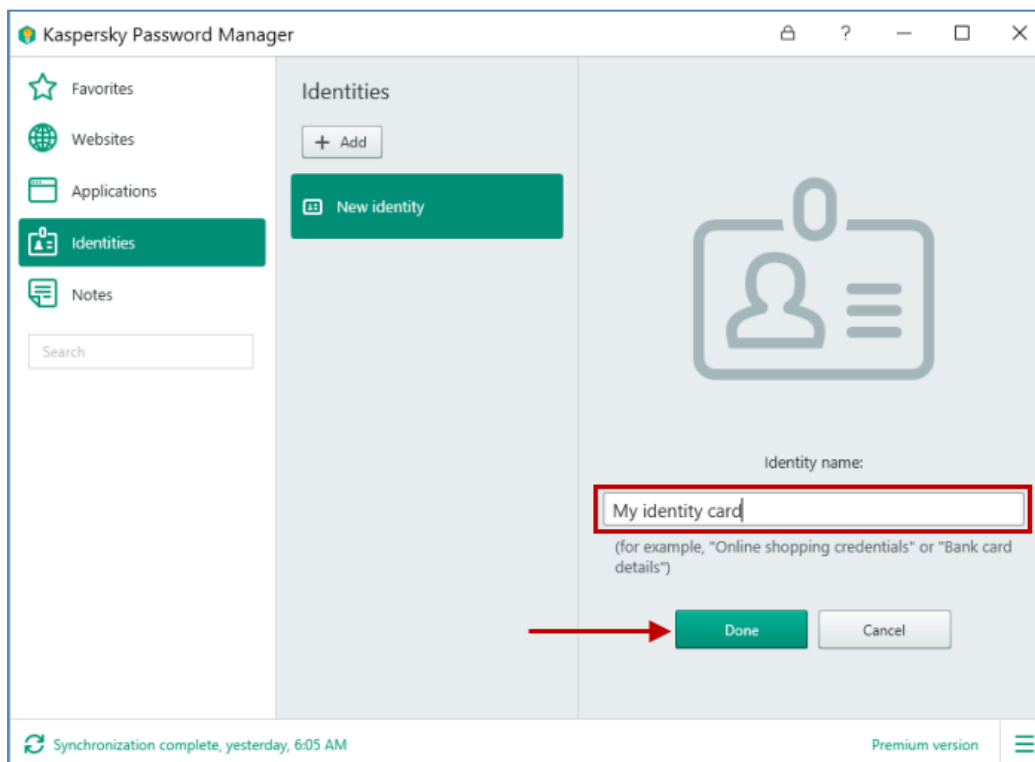 Kaspersky Password Manager
?
Favorites
Websites
Applications
Identities
Notes
Search
Identities
+ Add
New identity
Identity name:
My identity card
(for example, "Online shopping credentials" or "Bank card
details")
Done
Cancel
Synchronization complete, yesterday, 6:05 AM
Premium version